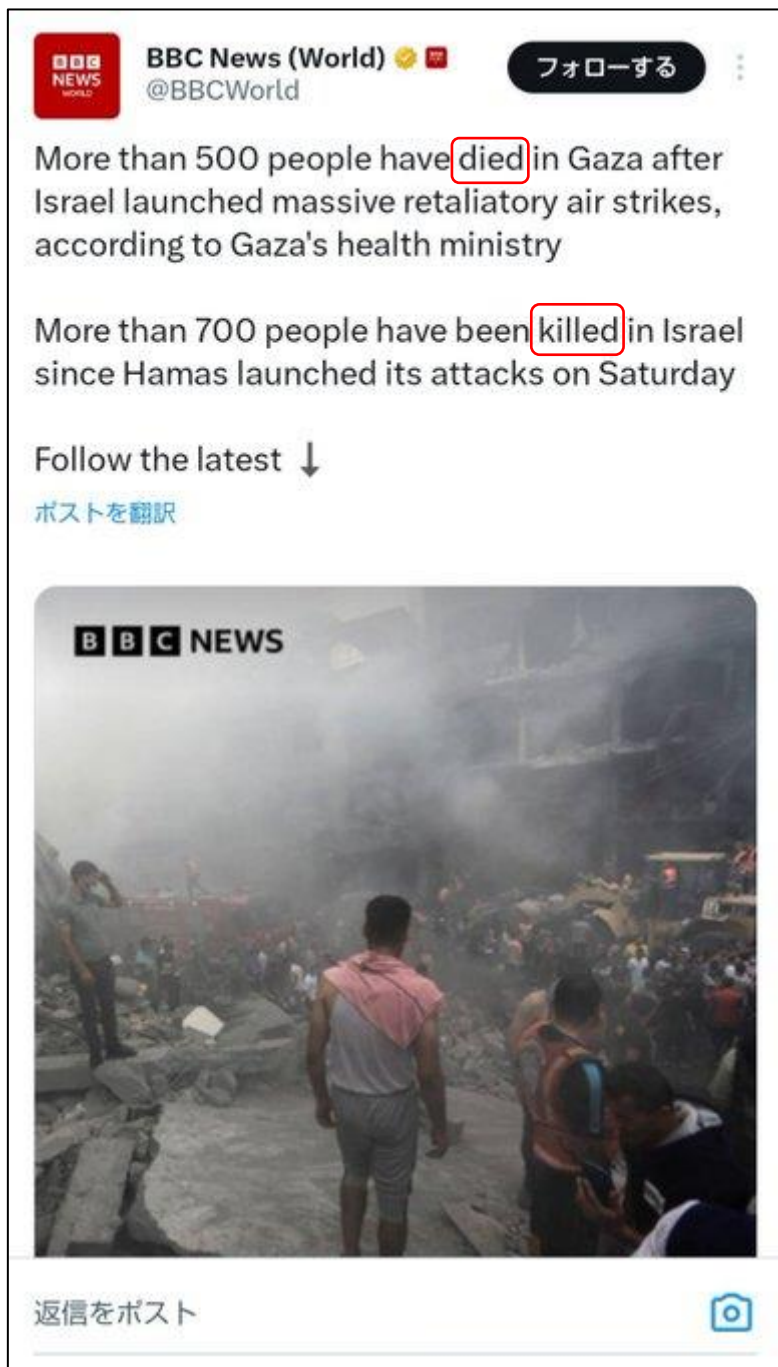 BBC
NEWS
WORLD
BBC News (World)
@BBCWorld
フォローする
More than 500 people have died in Gaza after
Israel launched massive retaliatory air strikes,
according to Gaza's health ministry
More than 700 people have been killed in Israel
since Hamas launched its attacks on Saturday
Follow the latest ↓
ポストを翻訳
BBC NEWS
返信をポスト